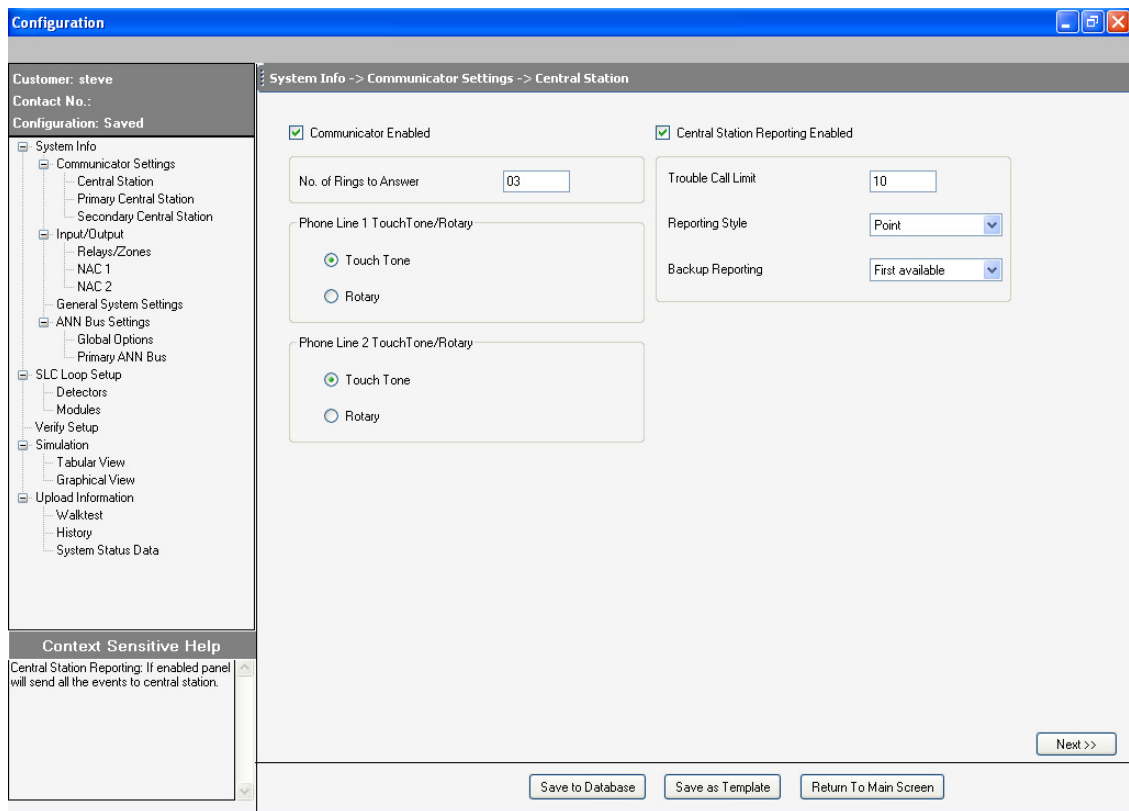 Configuration
Customer: steve
Contact No.:
Configuration: Saved
System Info
Communicator Settings
Central Station
Primary Central Station
Secondary Central Station
Input/Output
Relays/Zones
NAC 1
NAC 2
General System Settings
ANN Bus Settings
Global Options
Primary ANN Bus
SLC Loop Setup
Detectors
Modules
Verify Setup
Simulation
Tabular View
Graphical View
Upload Information
Walktest
History
System Status Data
Context Sensitive Help
Central Station Reporting: If enabled panel
will send all the events to central station.
System Info -> Communicator Settings -> Central Station
Communicator Enabled
No. of Rings to Answer 03
Phone Line 1 TouchTone/Rotary
Touch Tone
Rotary
Phone Line 2 TouchTone/Rotary
Touch Tone
Rotary
Central Station Reporting Enabled
Trouble Call Limit 10
Reporting Style Point
Backup Reporting First available
Next >>
Save to Database Save as Template Return To Main Screen